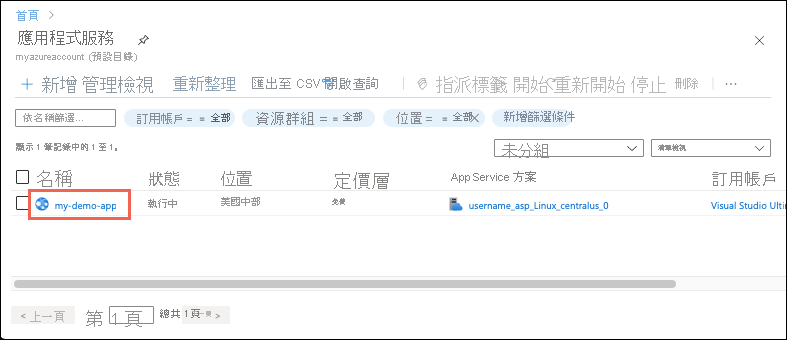 首頁 >
應用程式服務
myazureaccount (預設目錄)
+ 新增 管理檢視 重新整理 匯出至 CSV 開啟查詢 指派標籤 開始 重新開始 停止 刪除 ...
依名稱篩選... 訂用帳戶 = = 全部 資源群組 = = 全部 位置 = = 全部 新增篩選條件
顯示 1 筆記錄中的 1 至 1。 未分組 清單檢視
名稱 狀態 位置 定價層 App Service 方案 訂用帳戶
my-demo-app 執行中 美國中部 免費 username_asp_Linux_centralus_0 Visual Studio Ulti
< 上一頁 第 1 頁 總共 1 頁 >